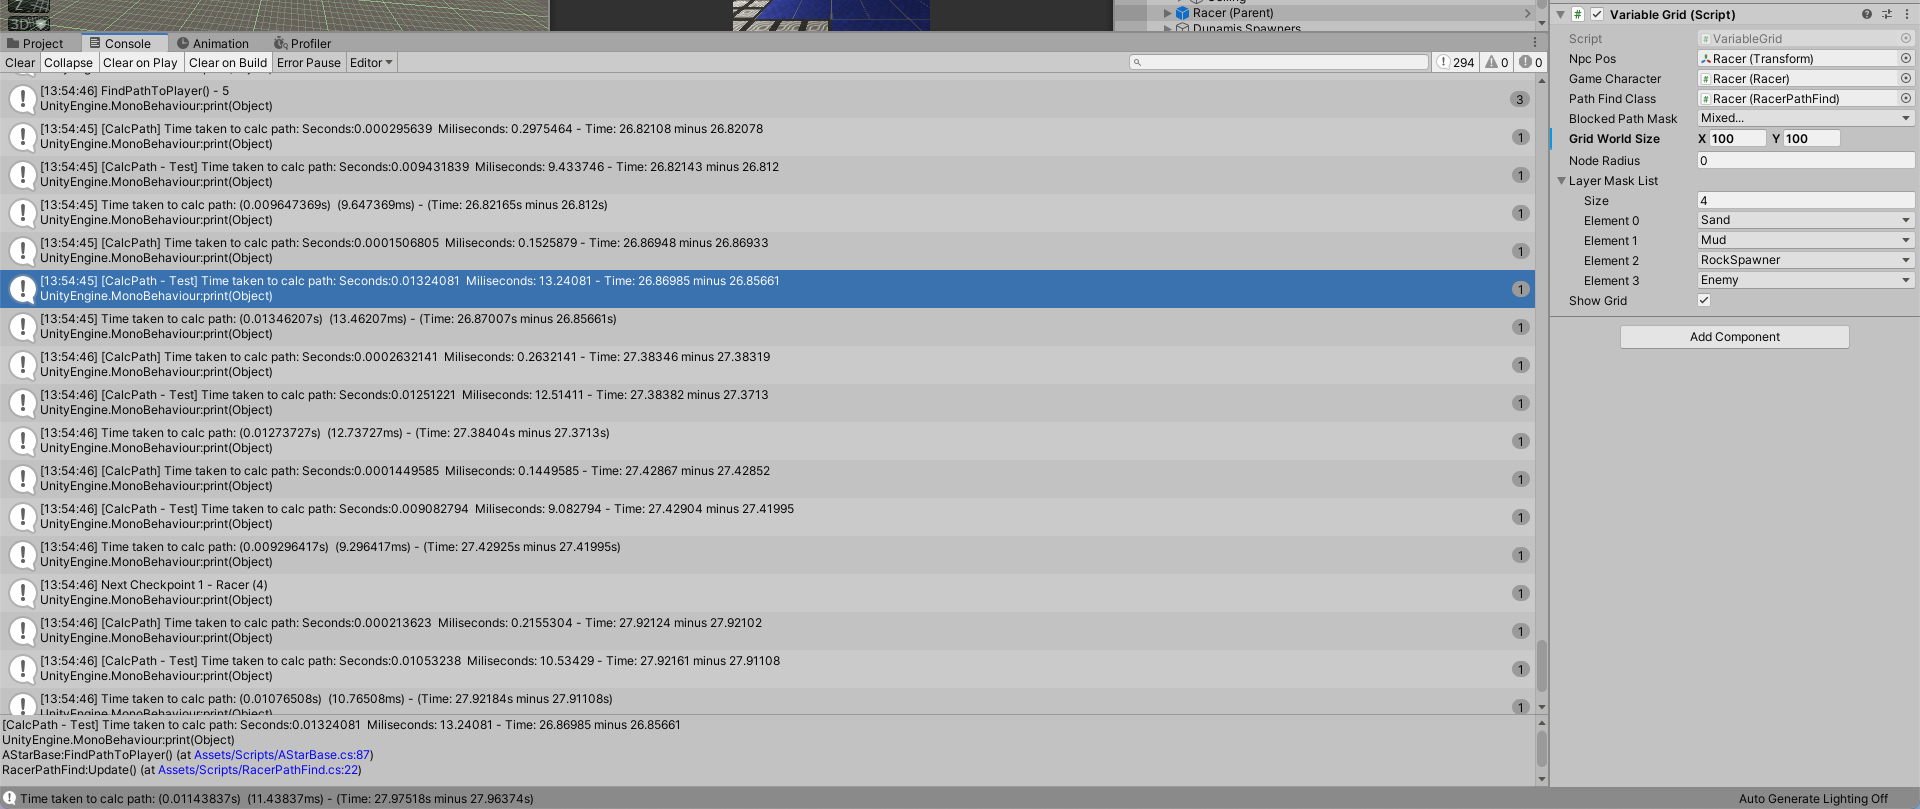 Z
3D
Ceiling
Racer (Parent)
Dunamis Spawners
Project
Console
Animation
Profiler
Clear
Collapse
Clear on Play
Clear on Build
Error Pause
Editor
294
0
0
UnityEngine.MonoBehaviour:print(Object)
[13:54:46] FindPathToPlayer() - 5
UnityEngine.MonoBehaviour:print(Object)
3
[13:54:45] [CalcPath] Time taken to calc path: Seconds:0.000295639 Miliseconds: 0.2975464 - Time: 26.82108 minus 26.82078
UnityEngine.MonoBehaviour:print(Object)
1
[13:54:45] [CalcPath - Test] Time taken to calc path: Seconds:0.009431839 Miliseconds: 9.433746 - Time: 26.82143 minus 26.812
UnityEngine.MonoBehaviour:print(Object)
1
[13:54:45] Time taken to calc path: (0.009647369s) (9.647369ms) - (Time: 26.82165s minus 26.812s)
UnityEngine.MonoBehaviour:print(Object)
1
[13:54:45] [CalcPath] Time taken to calc path: Seconds:0.0001506805 Miliseconds: 0.1525879 - Time: 26.86948 minus 26.86933
UnityEngine.MonoBehaviour:print(Object)
1
[13:54:45] [CalcPath - Test] Time taken to calc path: Seconds:0.01324081 Miliseconds: 13.24081 - Time: 26.86985 minus 26.85661
UnityEngine.MonoBehaviour:print(Object)
1
[13:54:45] Time taken to calc path: (0.01346207s) (13.46207ms) - (Time: 26.87007s minus 26.85661s)
UnityEngine.MonoBehaviour:print(Object)
1
[13:54:46] [CalcPath] Time taken to calc path: Seconds:0.0002632141 Miliseconds: 0.2632141 - Time: 27.38346 minus 27.38319
UnityEngine.MonoBehaviour:print(Object)
1
[13:54:46] [CalcPath - Test] Time taken to calc path: Seconds:0.01251221 Miliseconds: 12.51411 - Time: 27.38382 minus 27.3713
UnityEngine.MonoBehaviour:print(Object)
1
[13:54:46] Time taken to calc path: (0.01273727s) (12.73727ms) - (Time: 27.38404s minus 27.3713s)
UnityEngine.MonoBehaviour:print(Object)
1
[13:54:46] [CalcPath] Time taken to calc path: Seconds:0.0001449585 Miliseconds: 0.1449585 - Time: 27.42867 minus 27.42852
UnityEngine.MonoBehaviour:print(Object)
1
[13:54:46] [CalcPath - Test] Time taken to calc path: Seconds:0.009082794 Miliseconds: 9.082794 - Time: 27.42904 minus 27.41995
UnityEngine.MonoBehaviour:print(Object)
1
[13:54:46] Time taken to calc path: (0.009296417s) (9.296417ms) - (Time: 27.42925s minus 27.41995s)
UnityEngine.MonoBehaviour:print(Object)
1
[13:54:46] Next Checkpoint 1 - Racer (4)
UnityEngine.MonoBehaviour:print(Object)
1
[13:54:46] [CalcPath] Time taken to calc path: Seconds:0.000213623 Miliseconds: 0.2155304 - Time: 27.92124 minus 27.92102
UnityEngine.MonoBehaviour:print(Object)
1
[13:54:46] [CalcPath - Test] Time taken to calc path: Seconds:0.01053238 Miliseconds: 10.53429 - Time: 27.92161 minus 27.91108
UnityEngine.MonoBehaviour:print(Object)
1
[13:54:46] Time taken to calc path: (0.01076508s) (10.76508ms) - (Time: 27.92184s minus 27.91108s)
UnityEngine.MonoBehaviour:print(Object)
1
[CalcPath - Test] Time taken to calc path: Seconds:0.01324081 Miliseconds: 13.24081 - Time: 26.86985 minus 26.85661
UnityEngine.MonoBehaviour:print(Object)
AStarBase:FindPathToPlayer() (at Assets/Scripts/AStarBase.cs:87)
RacerPathFind:Update() (at Assets/Scripts/RacerPathFind.cs:22)
Time taken to calc path: (0.01143837s) (11.43837ms) - (Time: 27.97518s minus 27.96374s)
Variable Grid (Script)
Script
VariableGrid
Npc Pos
Racer (Transform)
Game Character
Racer (Racer)
Path Find Class
Racer (RacerPathFind)
Blocked Path Mask
Mixed...
Grid World Size
X 100
Y 100
Node Radius
0
Layer Mask List
Size
4
Element 0
Sand
Element 1
Mud
Element 2
RockSpawner
Element 3
Enemy
Show Grid
Add Component
Auto Generate Lighting Off